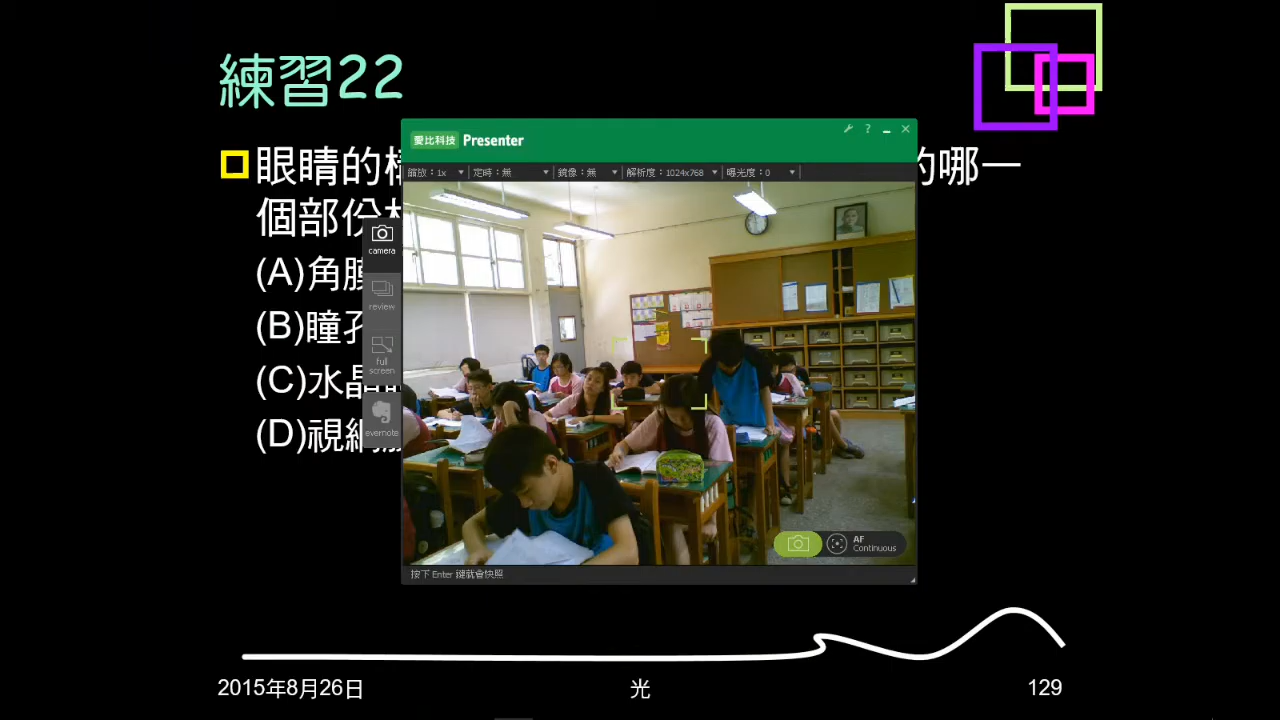 練習22
眼睛的構
的哪一
個部份
(A)角膜
(B)瞳孔
(C)水晶
(D)視網
愛比科技 Presenter
縮放：1x
定時：無
鏡像：無
解析度：1024x768
曝光度：0
camera
review
full
screen
evernote
AF
Continuous
按下 Enter 鍵就會快照
2015年8月26日
光
129